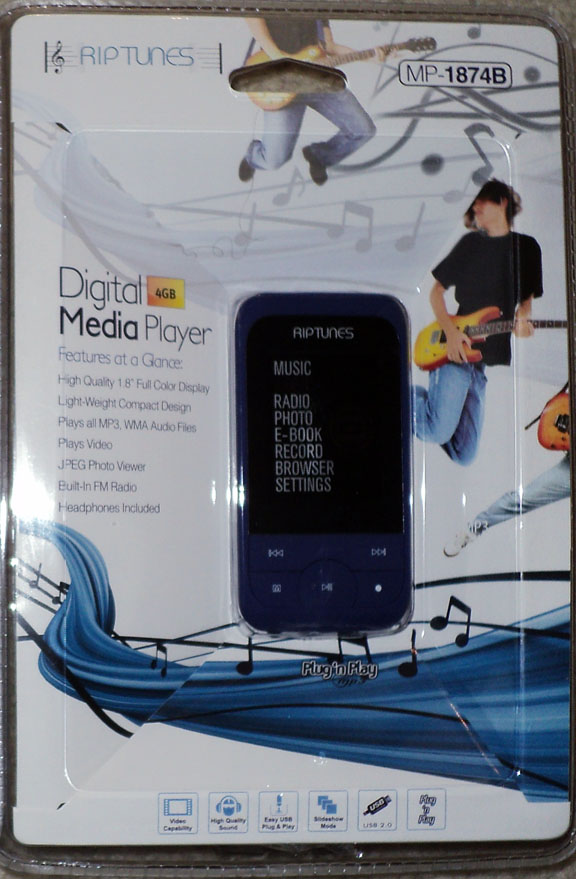 RIPTUNES
MP-1874B
Digital 4GB
Media Player
Features at a Glance:
High Quality 1.8" Full Color Display
Light-Weight Compact Design
Plays all MP3, WMA Audio Files
Plays Video
JPEG Photo Viewer
Built-In FM Radio
Headphones Included
RIPTUNES
MUSIC
RADIO
PHOTO
E-BOOK
RECORD
BROWSER
SETTINGS
MP3
Plug'n Play
Video Capability
High Quality Sound
Easy USB Plug & Play
Slideshow Mode
USB
USB 2.0
Plug 'n Play